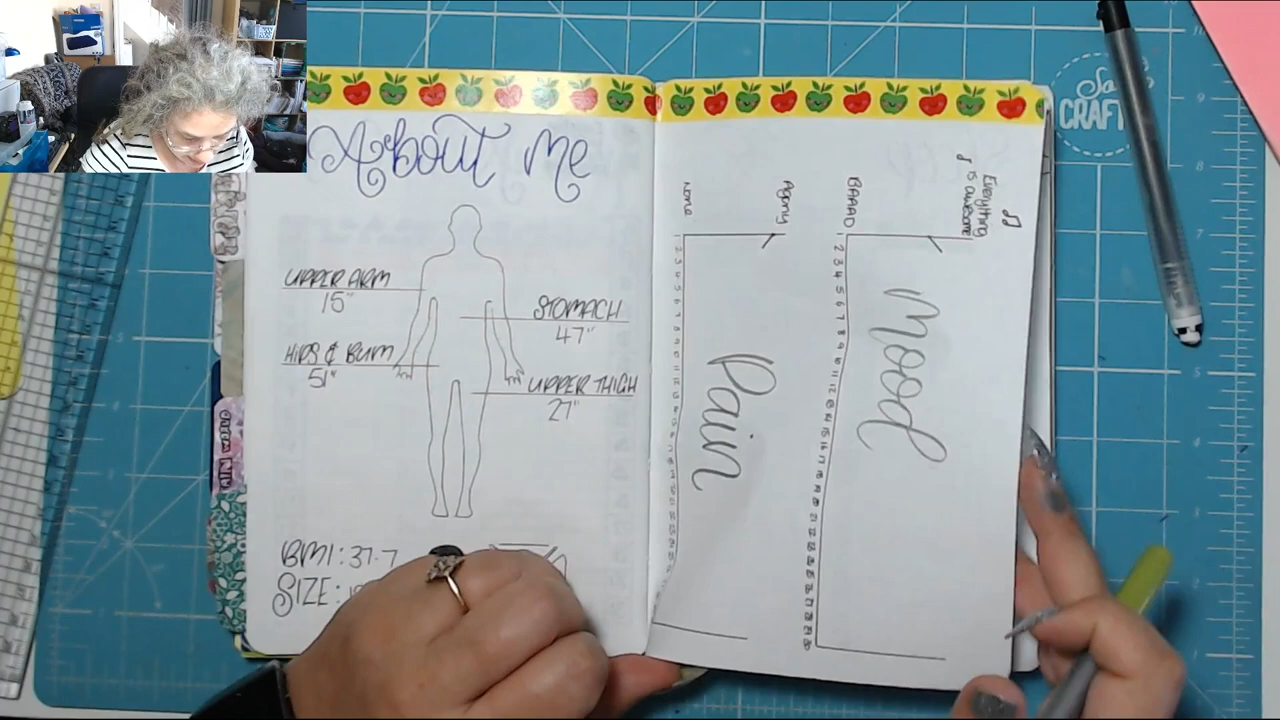 About Me
UPPER ARM
15"
STOMACH
47"
HIPS & BUM
51"
UPPER THIGH
27"
BMI: 37.7
SIZE:
None
Agony
Pain
BAAAD
Everything
is awesome
Mood
CRAFT